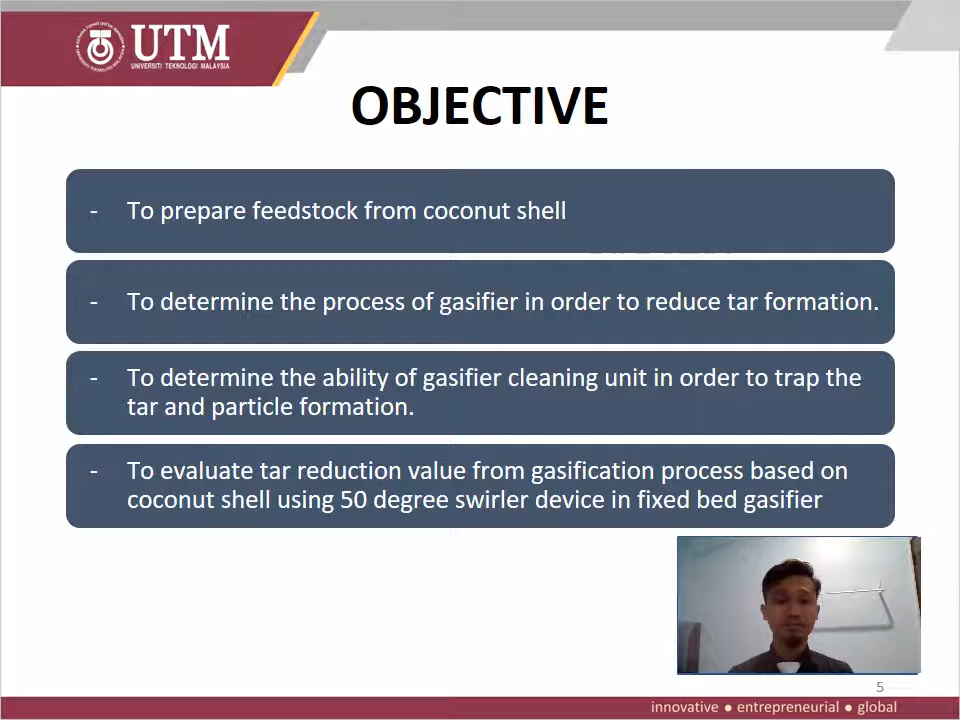 UTM
UNIVERSITI TEKNOLOGI MALAYSIA
OBJECTIVE
- To prepare feedstock from coconut shell
- To determine the process of gasifier in order to reduce tar formation.
- To determine the ability of gasifier cleaning unit in order to trap the
tar and particle formation.
- To evaluate tar reduction value from gasification process based on
coconut shell using 50 degree swirler device in fixed bed gasifier
5
innovative ● entrepreneurial ● global